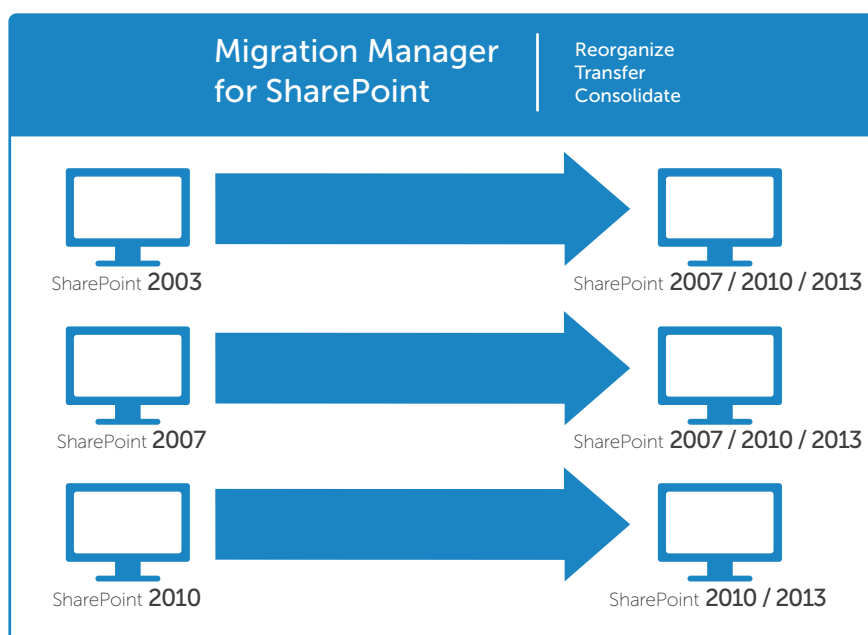 Migration Manager
for SharePoint
Reorganize
Transfer
Consolidate
SharePoint 2003
SharePoint 2007 / 2010 / 2013
SharePoint 2007
SharePoint 2007 / 2010 / 2013
SharePoint 2010
SharePoint 2010 / 2013